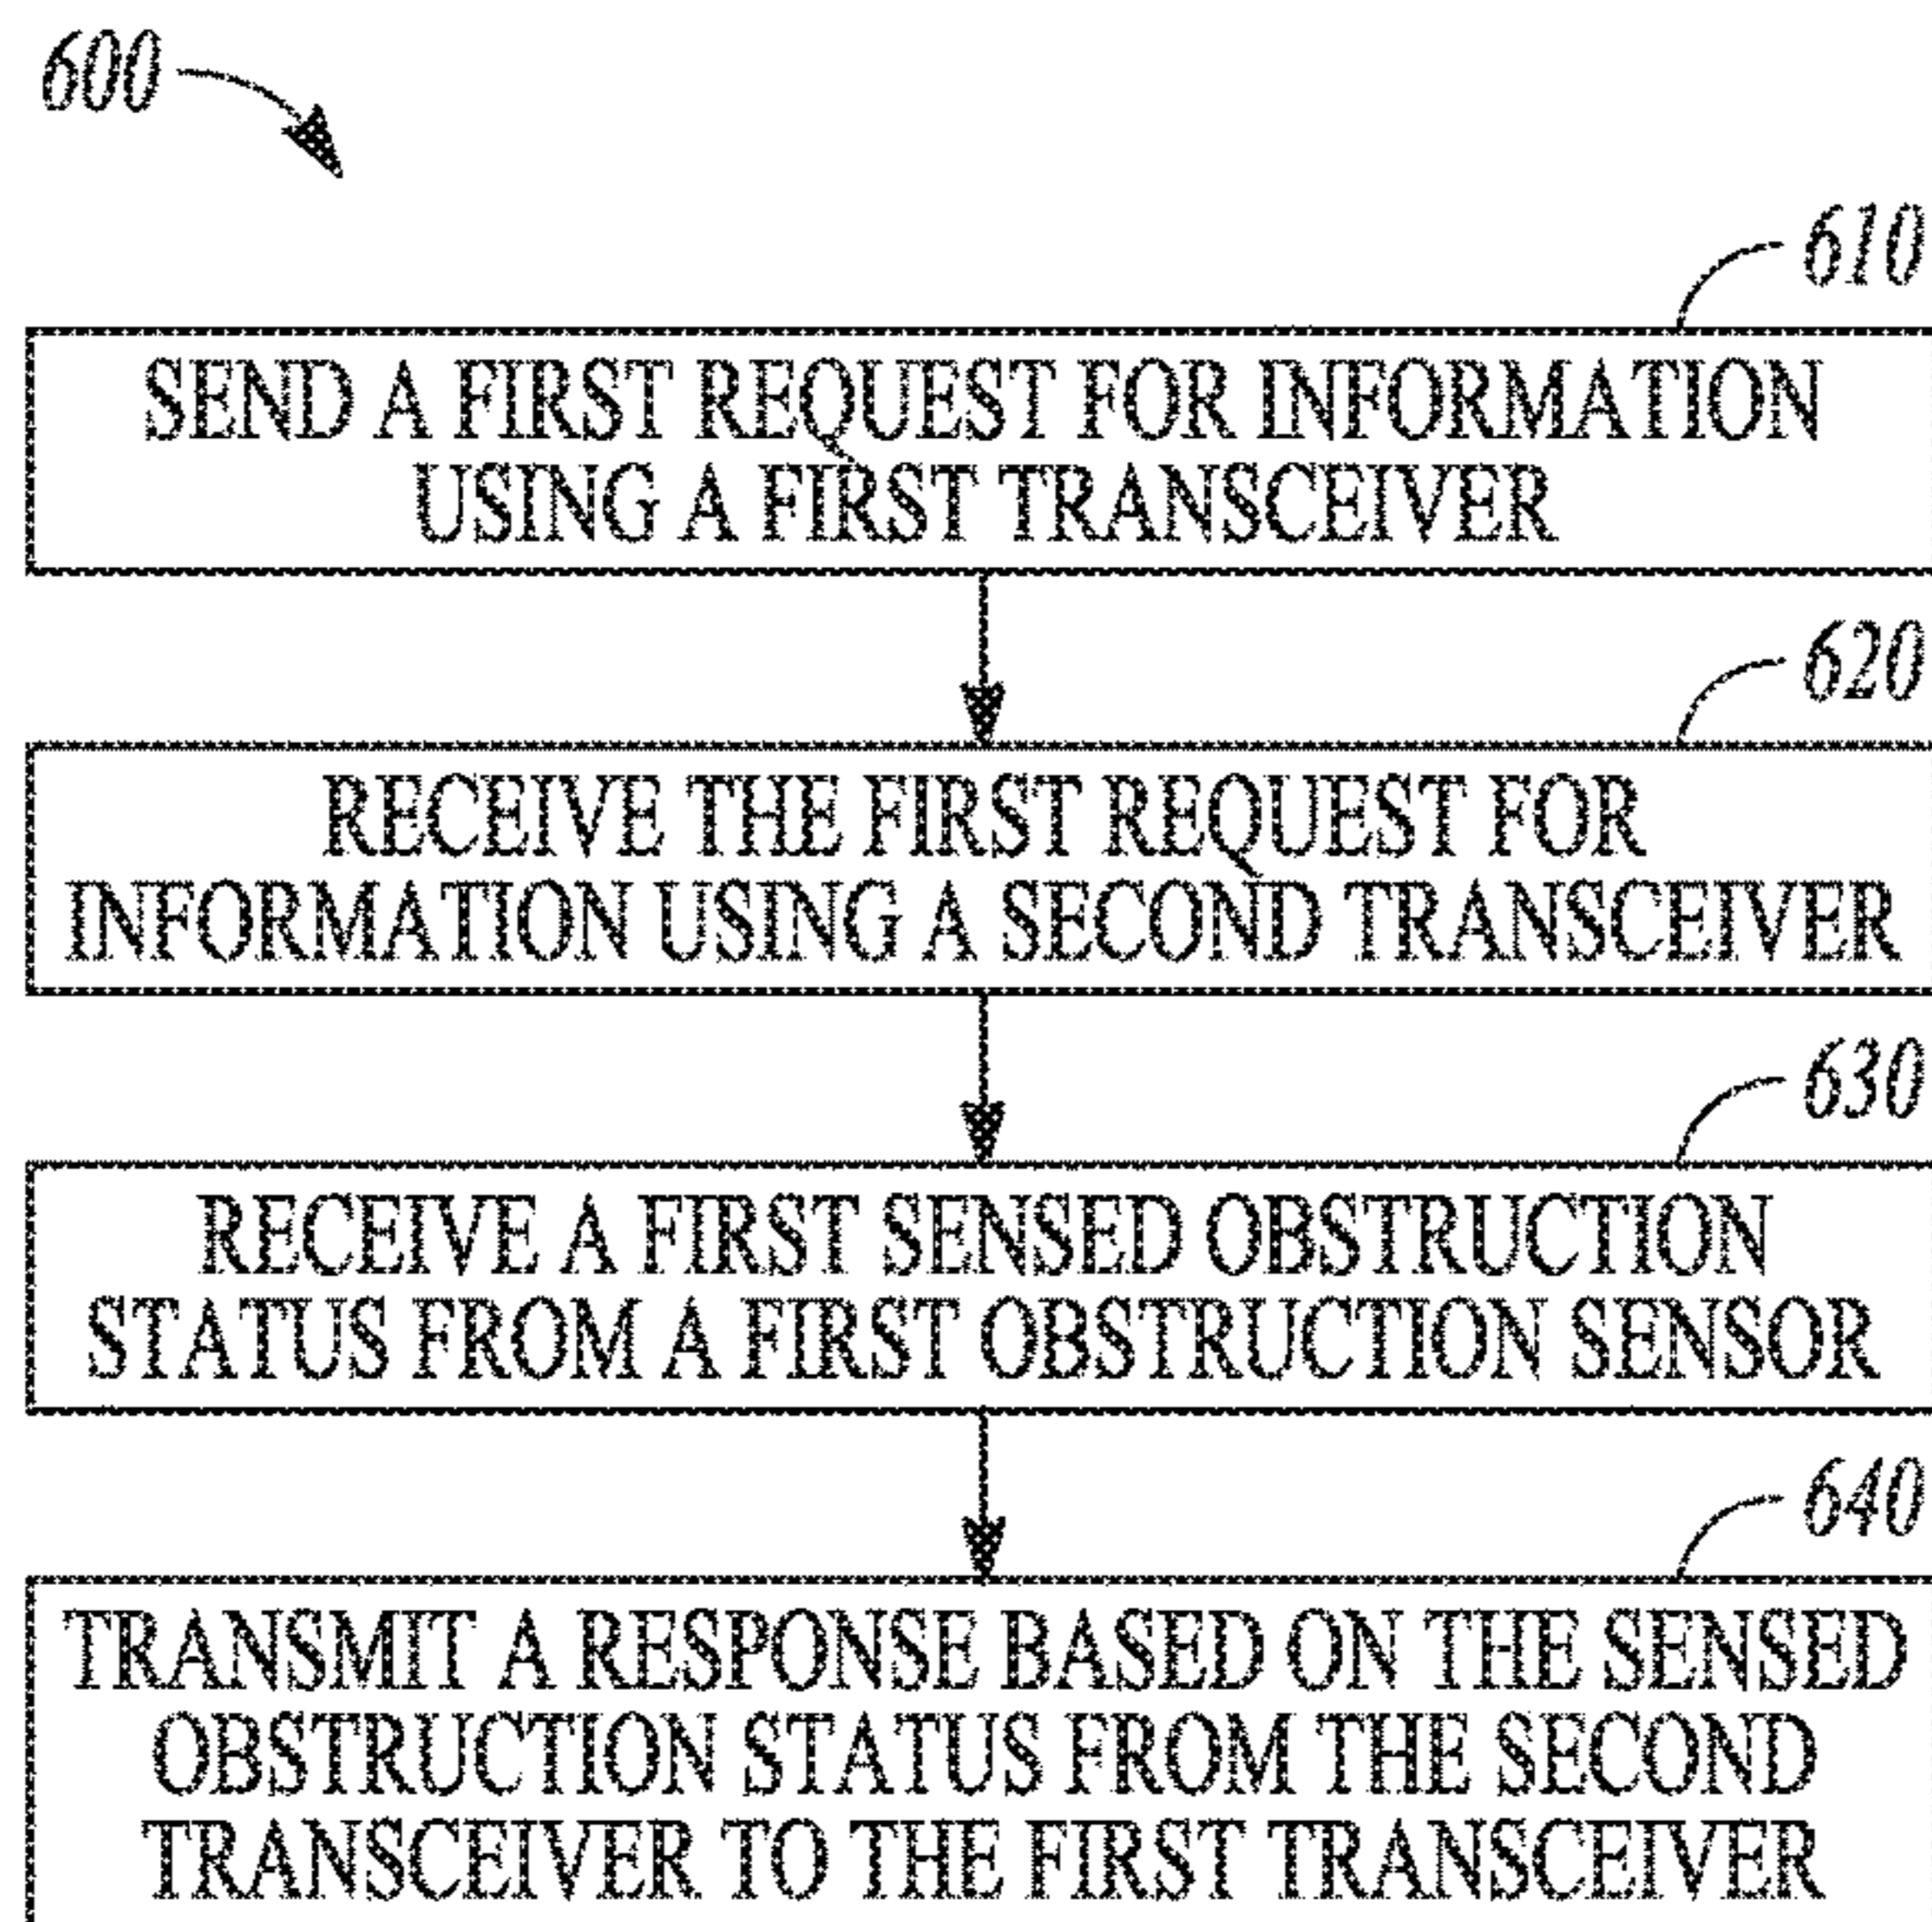 600
610
SEND A FIRST REQUEST FOR INFORMATION
USING A FIRST TRANSCEIVER
620
RECEIVE THE FIRST REQUEST FOR
INFORMATION USING A SECOND TRANSCEIVER
630
RECEIVE A FIRST SENSED OBSTRUCTION
STATUS FROM A FIRST OBSTRUCTION SENSOR
640
TRANSMIT A RESPONSE BASED ON THE SENSED
OBSTRUCTION STATUS FROM THE SECOND
TRANSCEIVER TO THE FIRST TRANSCEIVER